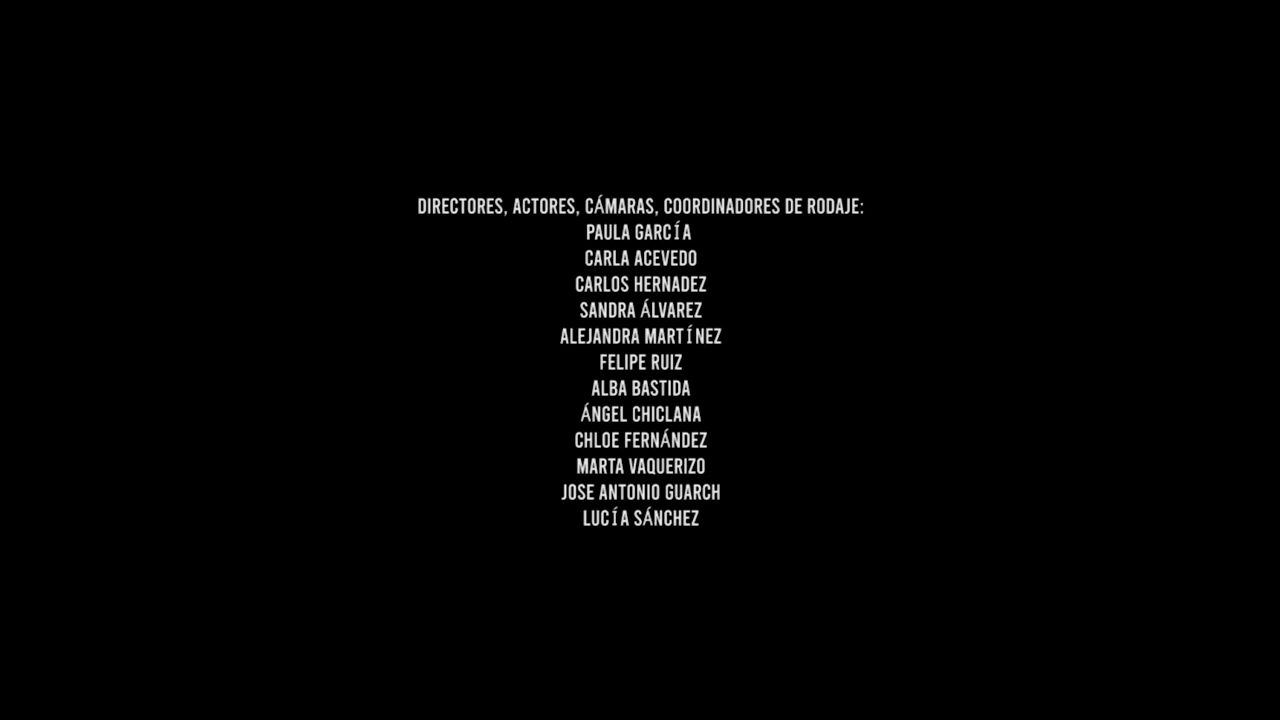 DIRECTORES, ACTORES, CÁMARAS, COORDINADORES DE RODAJE:
PAULA GARCÍA
CARLA ACEVEDO
CARLOS HERNADEZ
SANDRA ÁLVAREZ
ALEJANDRA MARTÍNEZ
FELIPE RUIZ
ALBA BASTIDA
ÁNGEL CHICLANA
CHLOE FERNÁNDEZ
MARTA VAQUERIZO
JOSE ANTONIO GUARCH
LUCÍA SÁNCHEZ